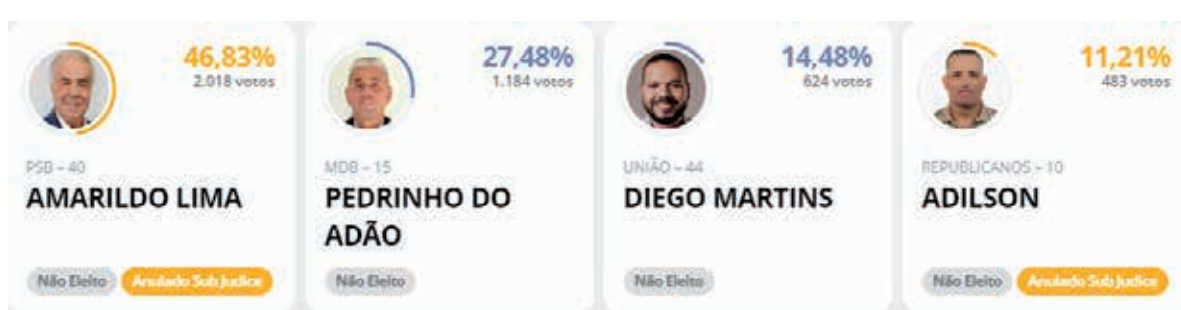 46,83%
2.018 votos
PSB – 40
AMARILDO LIMA
Não Eleito
Anulado Sub Judice
27,48%
1.184 votos
MDB – 15
PEDRINHO DO
ADÃO
Não Eleito
14,48%
624 votos
UNIÃO – 44
DIEGO MARTINS
Não Eleito
11,21%
483 votos
REPUBLICANOS – 10
ADILSON
Não Eleito
Anulado Sub Judice